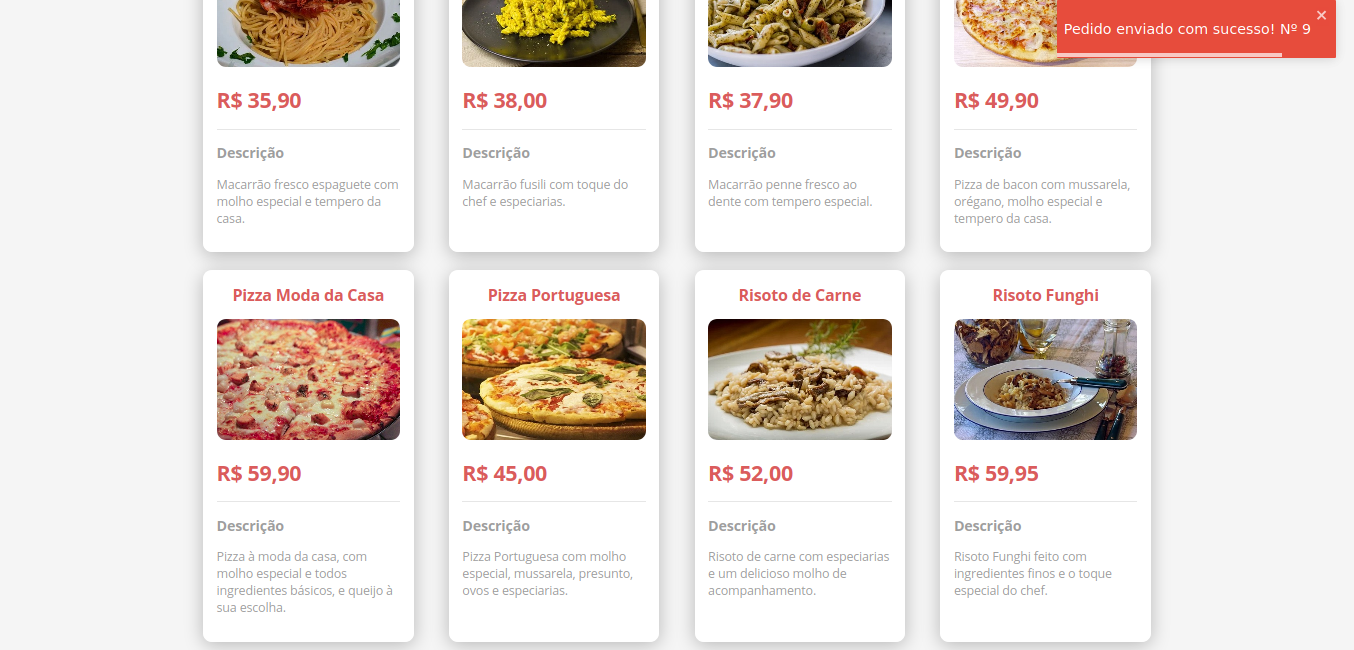 Pedido enviado com sucesso! Nº 9
×
R$ 35,90
Descrição
Macarrão fresco espaguete com
molho especial e tempero da
casa.
R$ 38,00
Descrição
Macarrão fusili com toque do
chef e especiarias.
R$ 37,90
Descrição
Macarrão penne fresco ao
dente com tempero especial.
R$ 49,90
Descrição
Pizza de bacon com mussarela,
orégano, molho especial e
tempero da casa.
Pizza Moda da Casa
R$ 59,90
Descrição
Pizza à moda da casa, com
molho especial e todos
ingredientes básicos, e queijo à
sua escolha.
Pizza Portuguesa
R$ 45,00
Descrição
Pizza Portuguesa com molho
especial, mussarela, presunto,
ovos e especiarias.
Risoto de Carne
R$ 52,00
Descrição
Risoto de carne com especiarias
e um delicioso molho de
acompanhamento.
Risoto Funghi
R$ 59,95
Descrição
Risoto Funghi feito com
ingredientes finos e o toque
especial do chef.